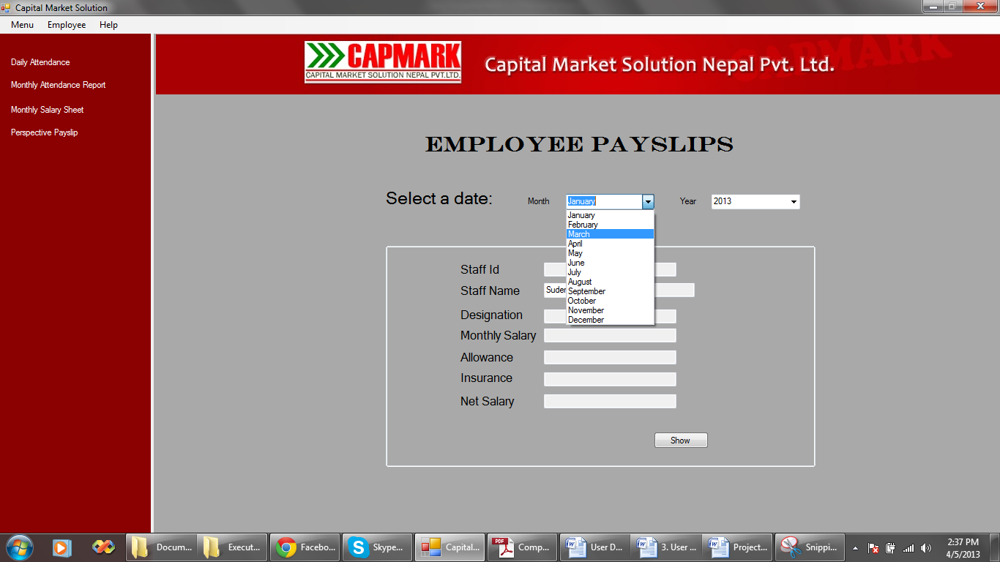 Capital Market Solution
Menu Employee Help
Daily Attendance
Monthly Attendance Report
Monthly Salary Sheet
Perspective Payslip
CAPMARK
CAPITAL MARKET SOLUTION NEPAL PVT.LTD.
Capital Market Solution Nepal Pvt. Ltd.
CAPMARK
EMPLOYEE PAYSLIPS
Select a date: Month January Year 2013
January
February
March
April
May
June
July
August
September
October
November
December
Staff Id
Staff Name
Designation
Monthly Salary
Allowance
Insurance
Net Salary
Show
Docum... Execut... Facebo... Skype... Capital... Comp... User D... 3. User ... Project... Snippi... 2:37 PM
4/5/2013